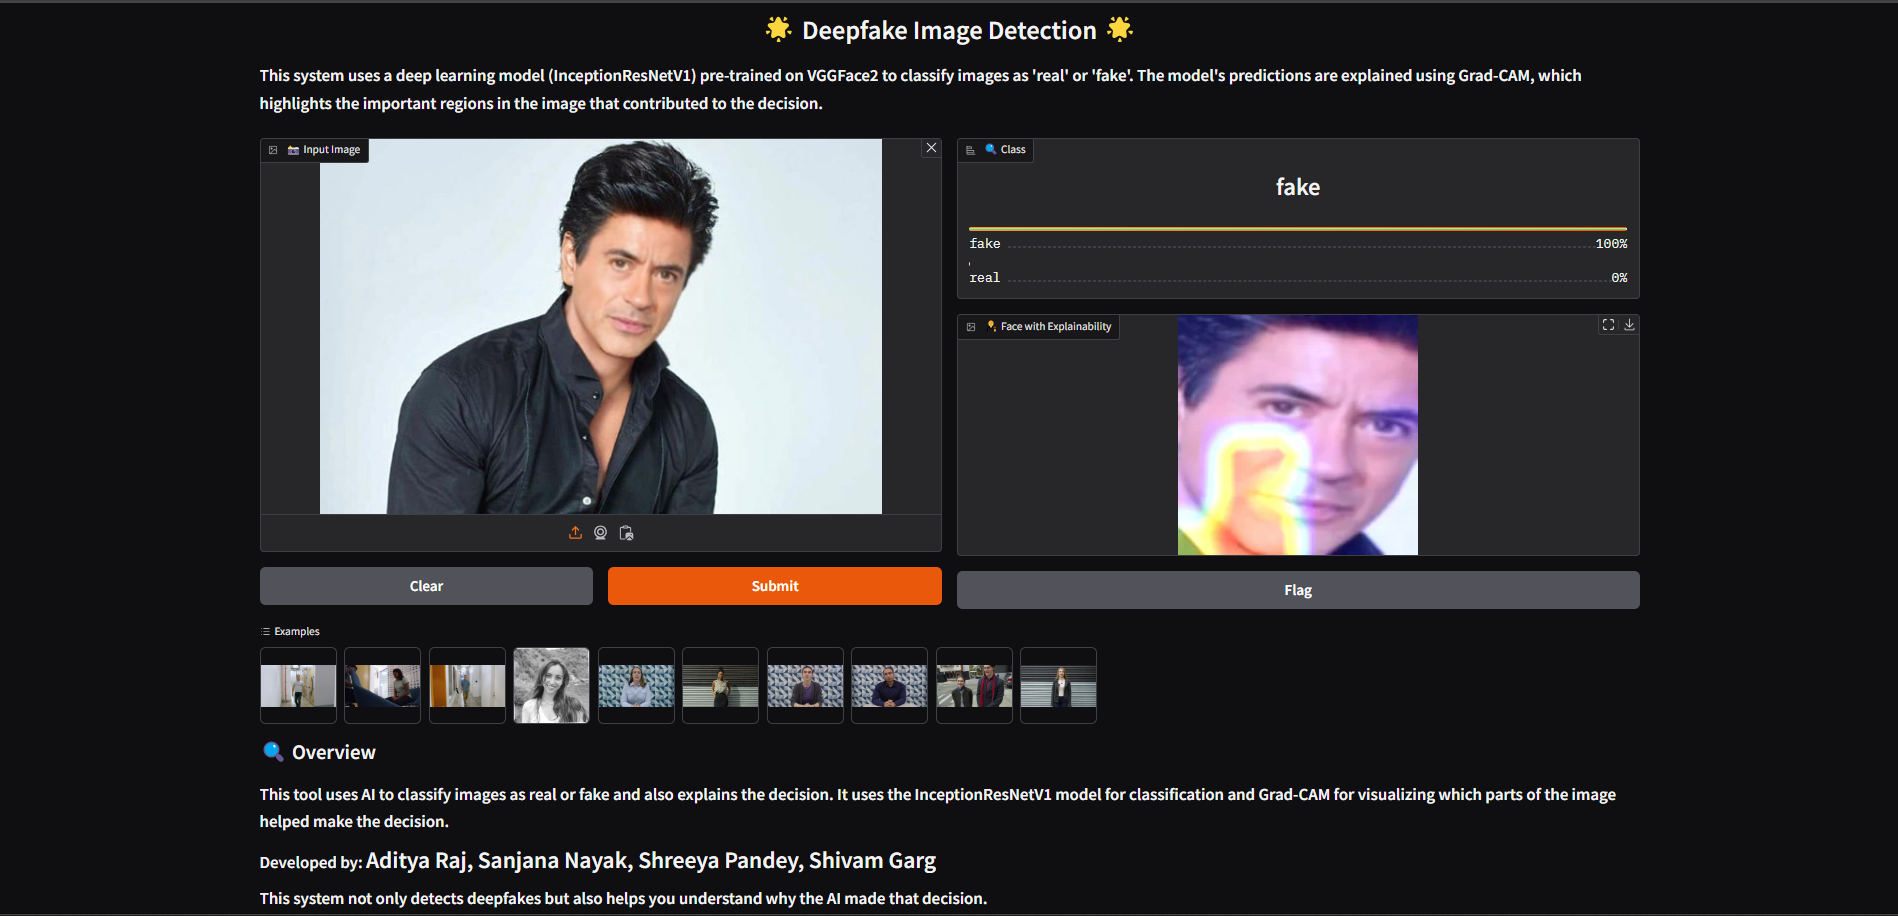 Deepfake Image Detection
This system uses a deep learning model (InceptionResNetV1) pre-trained on VGGFace2 to classify images as 'real' or 'fake'. The model's predictions are explained using Grad-CAM, which
highlights the important regions in the image that contributed to the decision.
Input Image
Class
fake
fake 100%
real 0%
Face with Explainability
Clear
Submit
Flag
Examples
Overview
This tool uses AI to classify images as real or fake and also explains the decision. It uses the InceptionResNetV1 model for classification and Grad-CAM for visualizing which parts of the image
helped make the decision.
Developed by: Aditya Raj, Sanjana Nayak, Shreeya Pandey, Shivam Garg
This system not only detects deepfakes but also helps you understand why the AI made that decision.